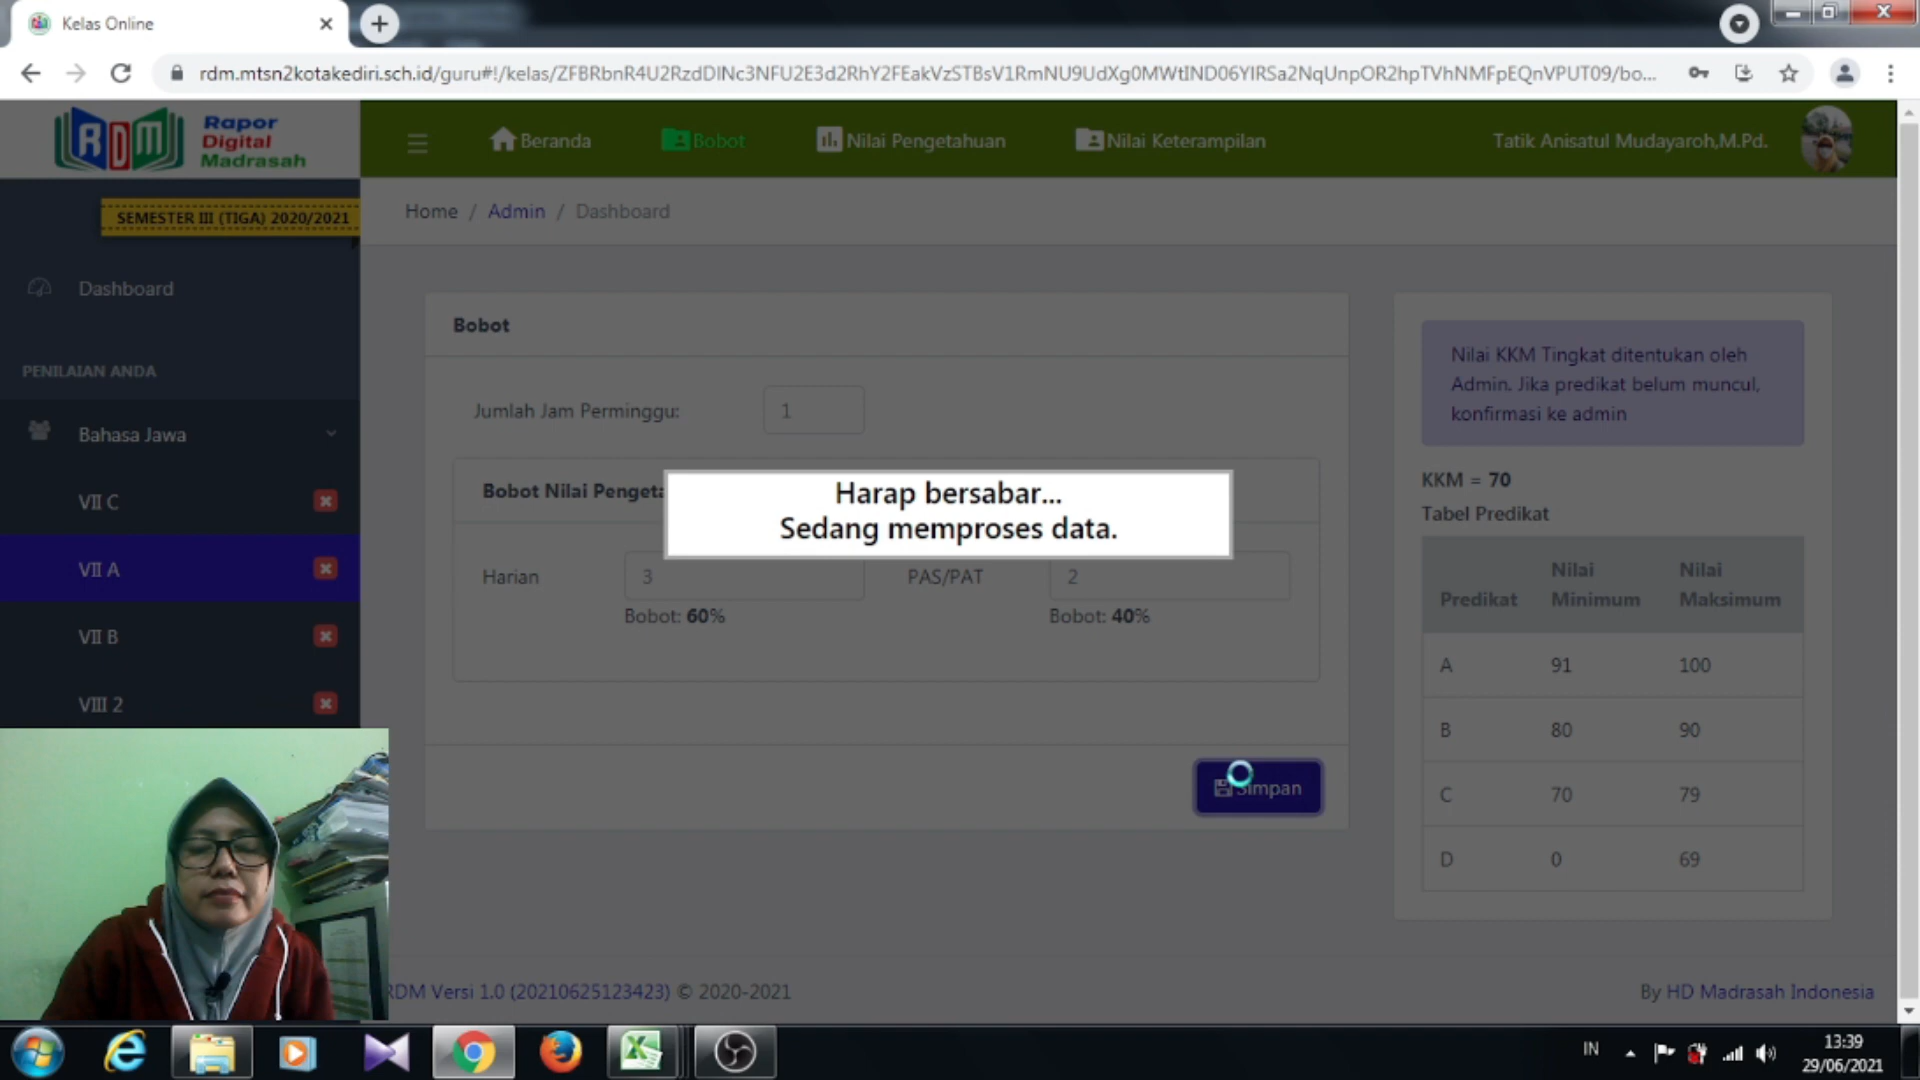 Kelas Online
rdm.mtsn2kotakediri.sch.id/guru#!/kelas/
RDM Rapor Digital Madrasah
Beranda
Bobot
Nilai Pengetahuan
Nilai Keterampilan
Tatik Anisatul Mudayaroh,M.Pd.
SEMESTER III (TIGA) 2020/2021
Home / Admin / Dashboard
Dashboard
PENILAIAN ANDA
Bahasa Jawa
VII C
VII A
VII B
VIII 2
Bobot
Jumlah Jam Perminggu: 1
Bobot Nilai Pengeta
Harap bersabar...
Sedang memproses data.
Harian 3 PAS/PAT 2
Bobot: 60% Bobot: 40%
Simpan
Nilai KKM Tingkat ditentukan oleh
Admin. Jika predikat belum muncul,
konfirmasi ke admin
KKM = 70
Tabel Predikat
Predikat Nilai Minimum Nilai Maksimum
A 91 100
B 80 90
C 70 79
D 0 69
RDM Versi 1.0 (20210625123423) © 2020-2021
By HD Madrasah Indonesia
IN
13:39
29/06/2021